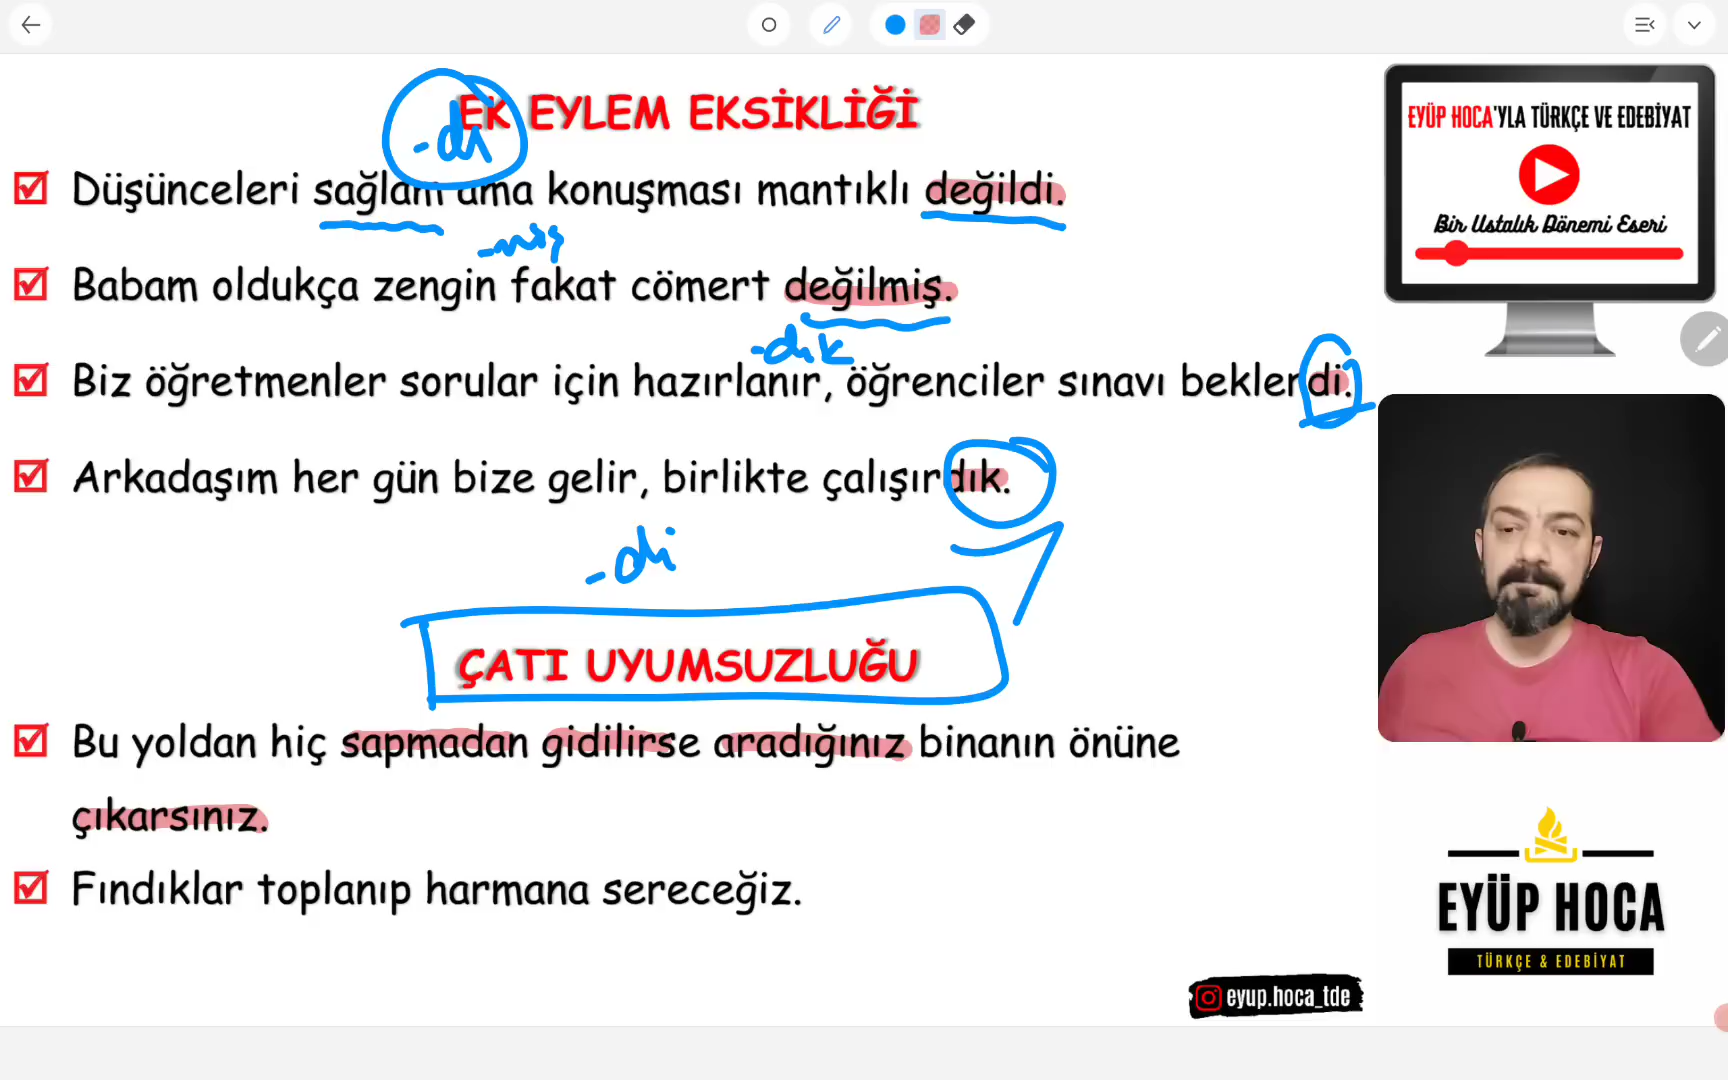 EK EYLEM EKSİKLİĞİ
-di
Düşünceleri sağlam ama konuşması mantıklı değildi.
-mış
Babam oldukça zengin fakat cömert değilmiş.
-dık
Biz öğretmenler sorular için hazırlanır, öğrenciler sınavı beklerdi.
Arkadaşım her gün bize gelir, birlikte çalışırdık.
-di
ÇATI UYUMSUZLUĞU
Bu yoldan hiç sapmadan gidilirse aradığınız binanın önüne
çıkarsınız.
Fındıklar toplanıp harmana sereceğiz.
EYÜP HOCA'YLA TÜRKÇE VE EDEBİYAT
Bir Ustalık Dönemi Eseri
EYÜP HOCA
TÜRKÇE & EDEBİYAT
eyup.hoca_tde